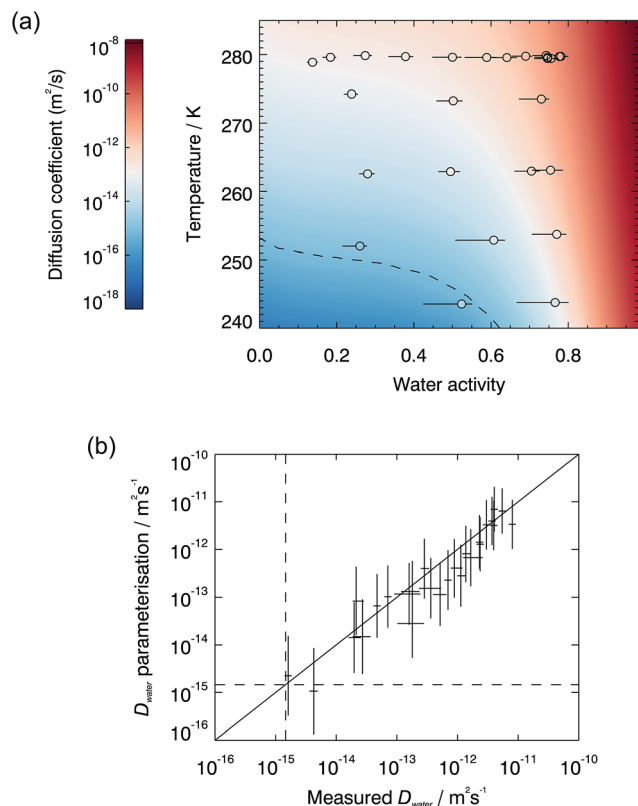 (a)
Diffusion coefficient (m²/s)
10⁻⁸
10⁻¹⁰
10⁻¹²
10⁻¹⁴
10⁻¹⁶
10⁻¹⁸
Temperature / K
280
270
260
250
240
0.0 0.2 0.4 0.6 0.8
Water activity
(b)
D_water parameterisation / m²s⁻¹
10⁻¹⁰
10⁻¹¹
10⁻¹²
10⁻¹³
10⁻¹⁴
10⁻¹⁵
10⁻¹⁶
10⁻¹⁶ 10⁻¹⁵ 10⁻¹⁴ 10⁻¹³ 10⁻¹² 10⁻¹¹ 10⁻¹⁰
Measured D_water / m²s⁻¹